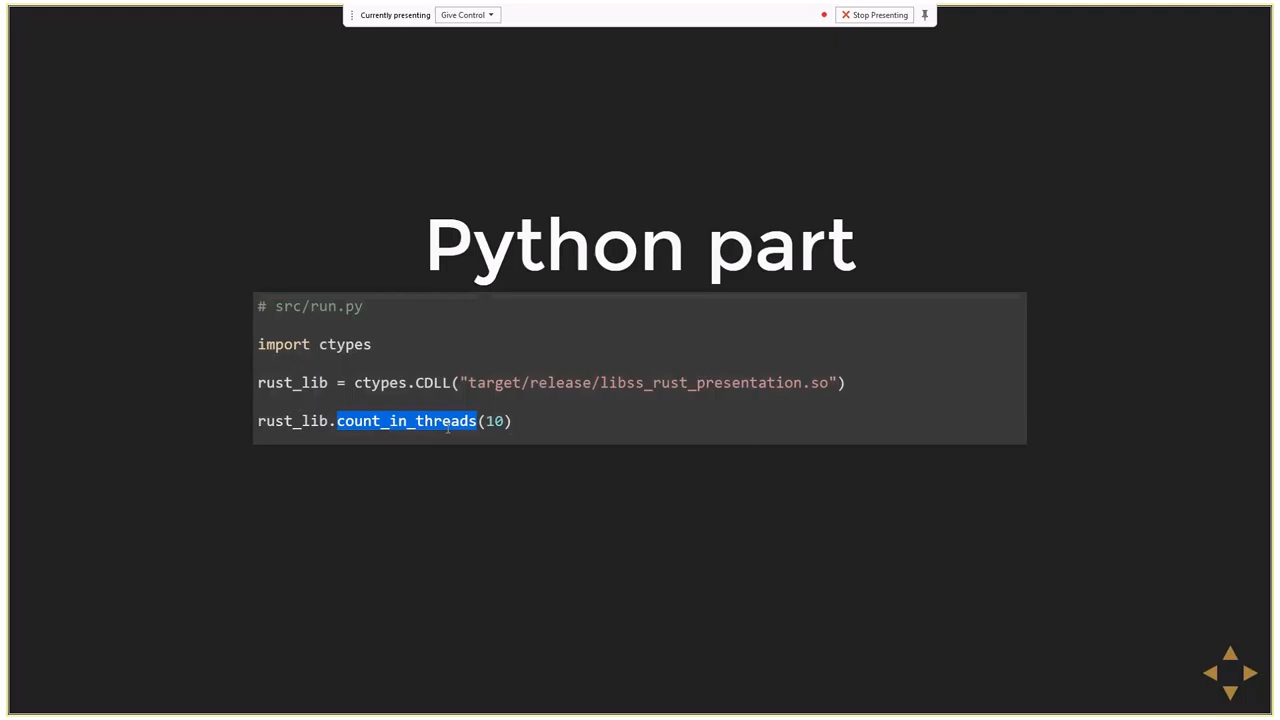 Currently presenting Give Control Stop Presenting
Python part
# src/run.py
import ctypes
rust_lib = ctypes.CDLL("target/release/libss_rust_presentation.so")
rust_lib.count_in_threads(10)